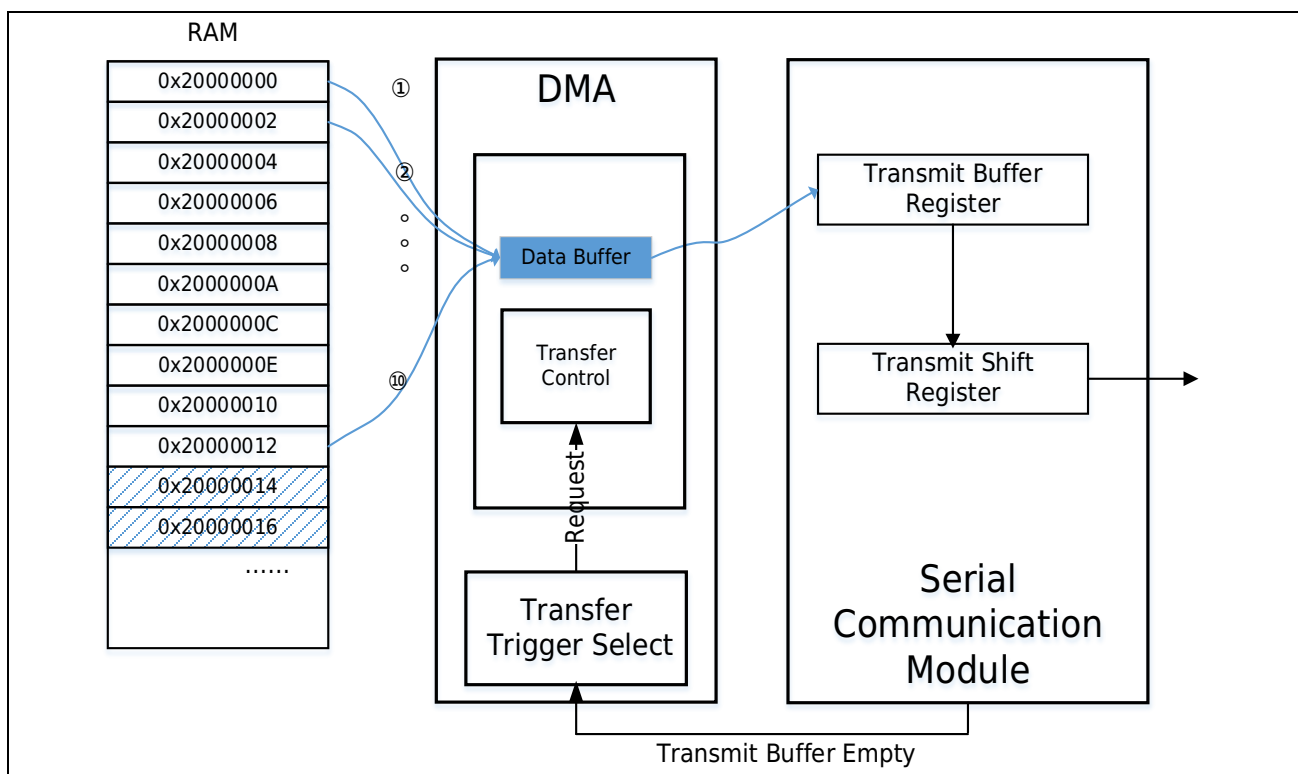 RAM
0x20000000
0x20000002
0x20000004
0x20000006
0x20000008
0x2000000A
0x2000000C
0x2000000E
0x20000010
0x20000012
0x20000014
0x20000016
......
①
②
⑩
DMA
Data Buffer
Transfer
Control
Request
Transfer
Trigger Select
Transmit Buffer
Register
Transmit Shift
Register
Serial
Communication
Module
Transmit Buffer Empty